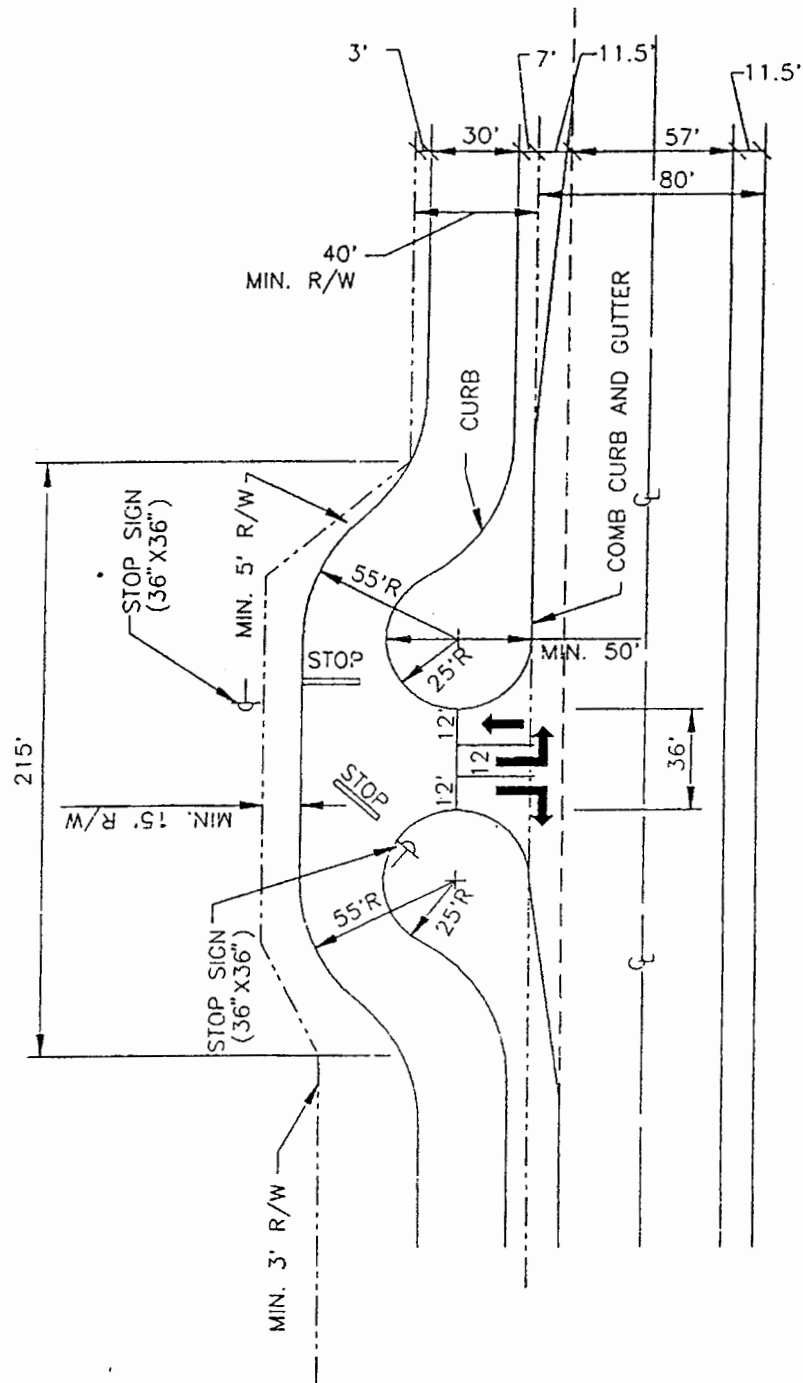 3'
7'
11.5'
11.5'
30'
57'
80'
40'
MIN. R/W
CURB
COMB CURB AND GUTTER
STOP SIGN
(36"X36")
MIN. 5' R/W
55'R
STOP
25'R
MIN. 50'
12'
12
12'
36'
215'
STOP
MIN. 15' R/W
55'R
25'R
STOP SIGN
(36"X36")
MIN. 3' R/W
CL
CL